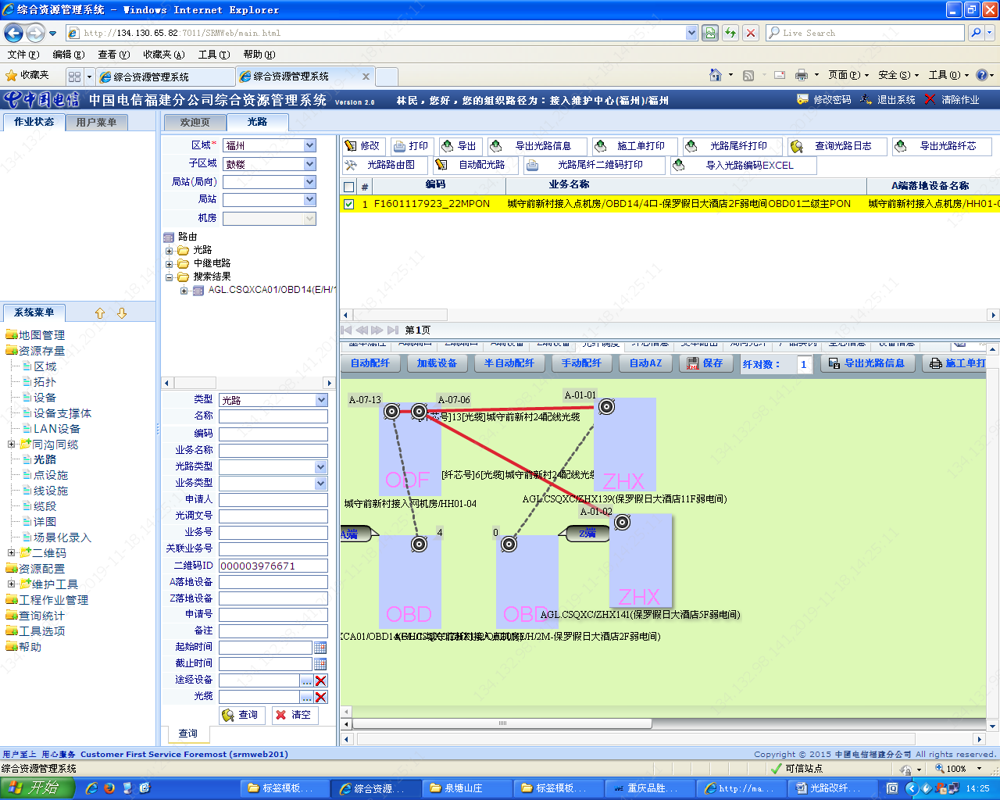 综合资源管理系统 - Windows Internet Explorer
http://134.130.65.82:7011/SRMWeb/main.html
Live Search
文件(F) 编辑(E) 查看(V) 收藏夹(A) 工具(T) 帮助(H)
收藏夹 综合资源管理系统 综合资源管理系统 页面(P) 安全(S) 工具(O)
中国电信 中国电信福建分公司综合资源管理系统 Version 2.0 林民，您好，您的组织路径为：接入维护中心(福州)/福州 修改密码 退出系统 清除作业
作业状态 用户菜单
系统菜单
地图管理
资源存量
区域
拓扑
设备
设备支撑体
LAN设备
同沟同缆
光路
点设施
线设施
缆段
详图
场景化录入
二维码
资源配置
维护工具
工程作业管理
查询统计
工具选项
帮助
欢迎页 光路
区域* 福州
子区域 鼓楼
局站(局向)
局站
机房
路由
光路
中继电路
搜索结果
AGL.CSQXCA01/OBD14(E/H/1
类型 光路
名称
编码
业务名称
光路类型
业务类型
申请人
光调文号
业务号
关联业务号
二维码ID 000003976671
A落地设备
Z落地设备
申请号
备注
起始时间
截止时间
途经设备 ...
光缆 ...
查询 清空
查询
修改 打印 导出 导出光路信息 施工单打印 光路尾纤打印 查询光路日志 导出光路纤芯
光路路由图 自动配光路 光路尾纤二维码打印 导入光路编码EXCEL
# 编码 业务名称 A端落地设备名称
1 F1601117923_22MPON 城守前新村接入点机房/OBD14/4口-保罗假日大酒店2F弱电间OBD01二级主PON 城守前新村接入点机房/HH01-0
第1页
自动配纤 加载设备 半自动配纤 手动配纤 自动AZ 保存 纤对数： 1 导出光路信息 施工单打
A-07-13 A-07-06 A-01-01
[纤芯号]13[光缆]城守前新村24配线光缆
ODF
[纤芯号]6[光缆]城守前新村24配线光缆
ZHX
城守前新村接入网机房/HH01-04
AGL.CSQXC/ZHX139(保罗假日大酒店11F弱电间)
A-01-02
A端 4 0 Z端
OBD OBD ZHX
AGL.CSQXC/ZHX141(保罗假日大酒店5F弱电间)
用户至上 用心服务 Customer First Service Foremost (srmweb201)
Copyright © 2015 中国电信福建分公司 All rights reserved.
综合资源管理系统 可信站点 100%
开始 标签模板... 综合资源... 泉塘山庄 标签模板... 重庆品胜... http://ma... 光路改纤... 14:25